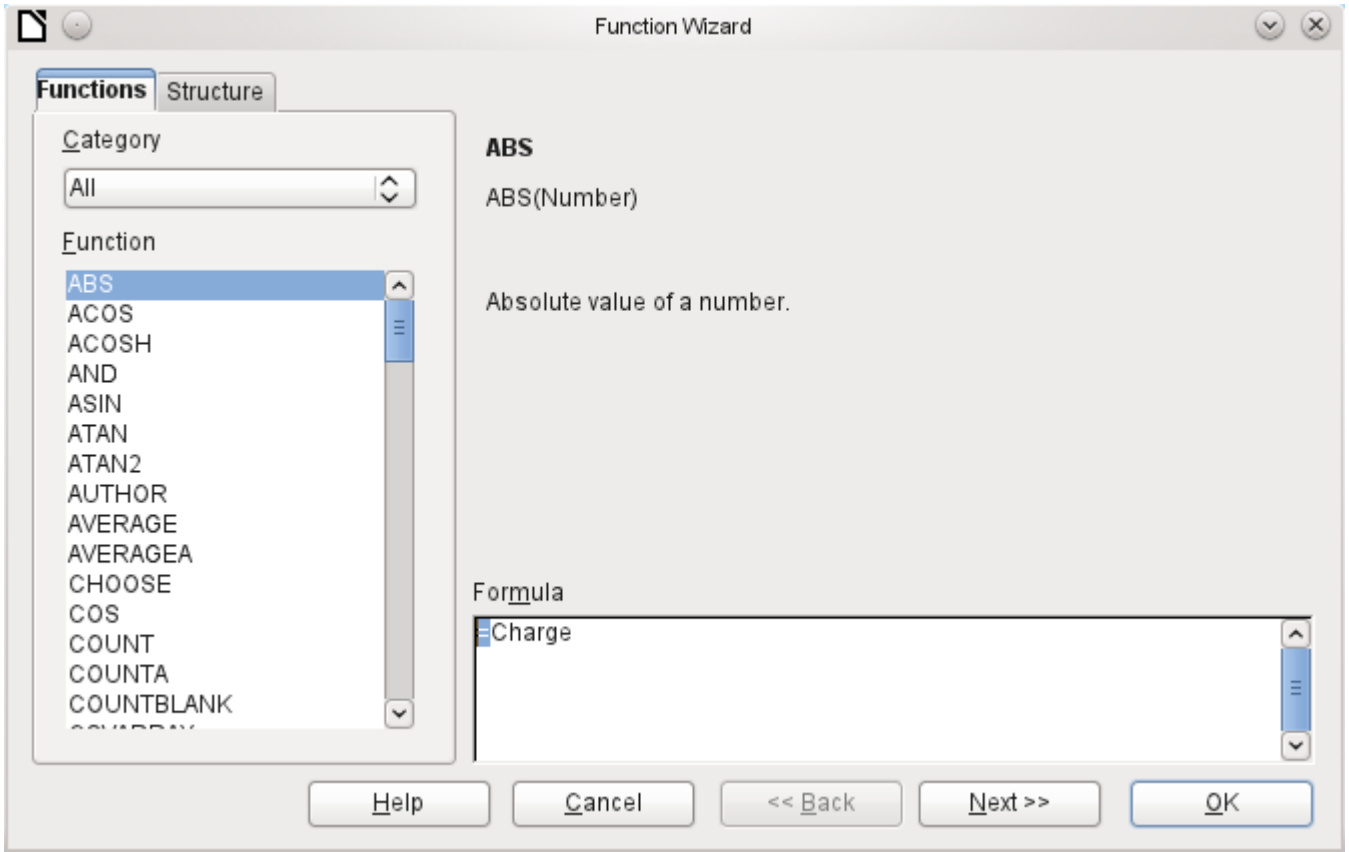 Function Wizard
Functions Structure
Category
All
Function
ABS
ACOS
ACOSH
AND
ASIN
ATAN
ATAN2
AUTHOR
AVERAGE
AVERAGEA
CHOOSE
COS
COUNT
COUNTA
COUNTBLANK
ABS
ABS(Number)
Absolute value of a number.
Formula
=Charge
Help Cancel << Back Next >> OK